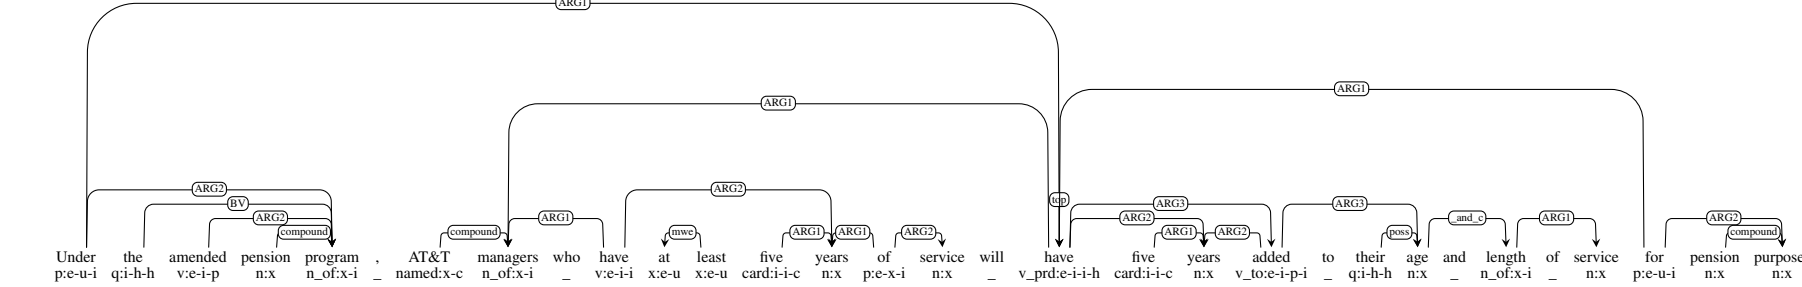 ARG1
ARG1
ARG1
top
ARG2 ARG2
BV ARG3 ARG3
ARG2 ARG1 ARG2 _and_c ARG1 ARG2
compound compound mwe ARG1 ARG1 ARG2 ARG1 ARG2 poss compound
Under the amended pension program , AT&T managers who have at least five years of service will have five years added to their age and length of service for pension purpose
p:e-u-i q:i-h-h v:e-i-p n:x n_of:x-i _ named:x-c n_of:x-i _ v:e-i-i x:e-u x:e-u card:i-i-c n:x p:e-x-i n:x _ v_prd:e-i-i-h card:i-i-c n:x v_to:e-i-p-i _ q:i-h-h n:x _ n_of:x-i _ n:x p:e-u-i n:x n:x